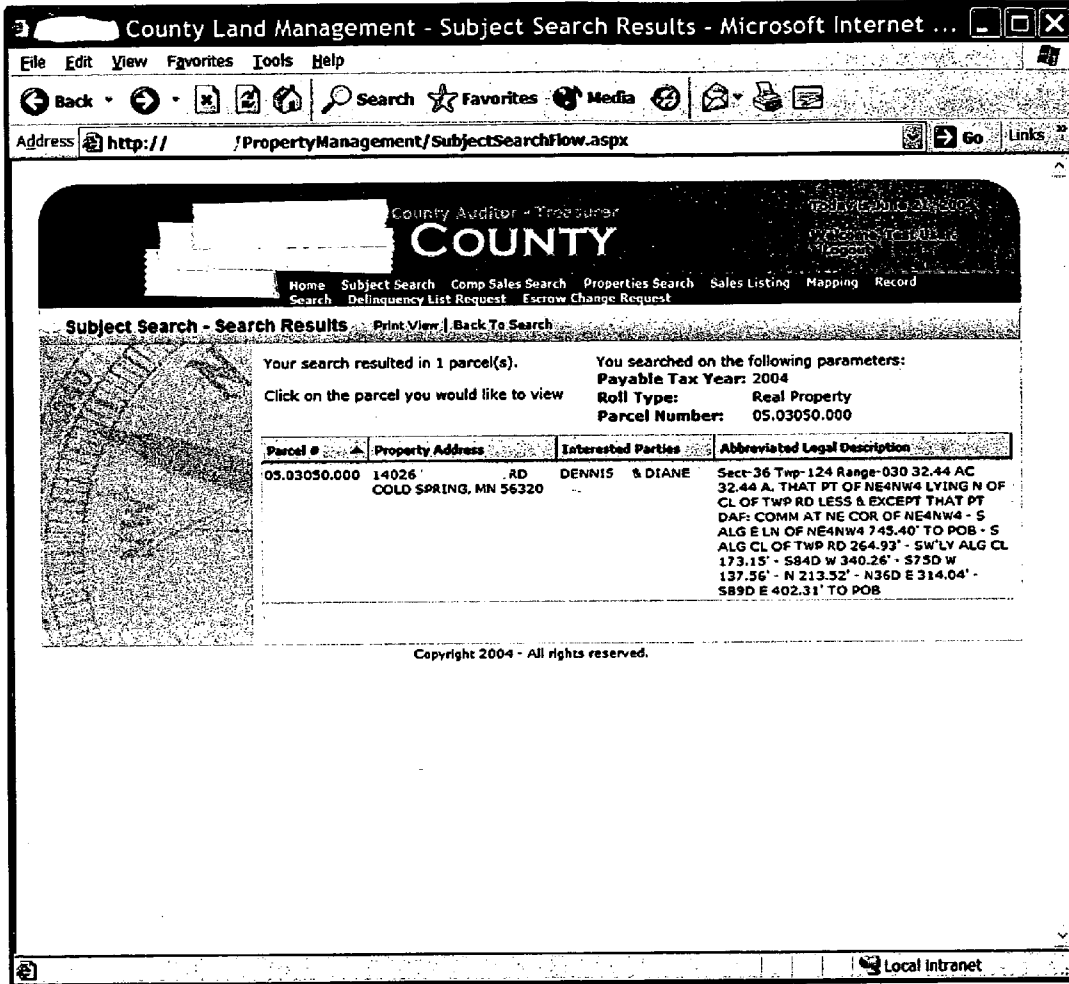 County Land Management - Subject Search Results - Microsoft Internet ...
File Edit View Favorites Tools Help
Back Search Favorites Media
Address http:// /PropertyManagement/SubjectSearchFlow.aspx Go Links »
County Auditor - Treasurer
COUNTY
Home Subject Search Comp Sales Search Properties Search Sales Listing Mapping Record
Search Delinquency List Request Escrow Change Request
Subject Search - Search Results Print View | Back To Search
Your search resulted in 1 parcel(s).
Click on the parcel you would like to view
You searched on the following parameters:
Payable Tax Year: 2004
Roll Type: Real Property
Parcel Number: 05.03050.000
Parcel # Property Address Interested Parties Abbreviated Legal Description
05.03050.000 14026 RD DENNIS & DIANE Sect-36 Twp-124 Range-030 32.44 AC
COLD SPRING, MN 56320 32.44 A. THAT PT OF NE4NW4 LYING N OF
CL OF TWP RD LESS & EXCEPT THAT PT
DAF: COMM AT NE COR OF NE4NW4 - S
ALG E LN OF NE4NW4 745.40' TO POB - S
ALG CL OF TWP RD 264.93' - SW'LY ALG CL
173.15' - S84D W 340.26' - S75D W
137.56' - N 213.52' - N36D E 314.04' -
S89D E 402.31' TO POB
Copyright 2004 - All rights reserved.
Local intranet